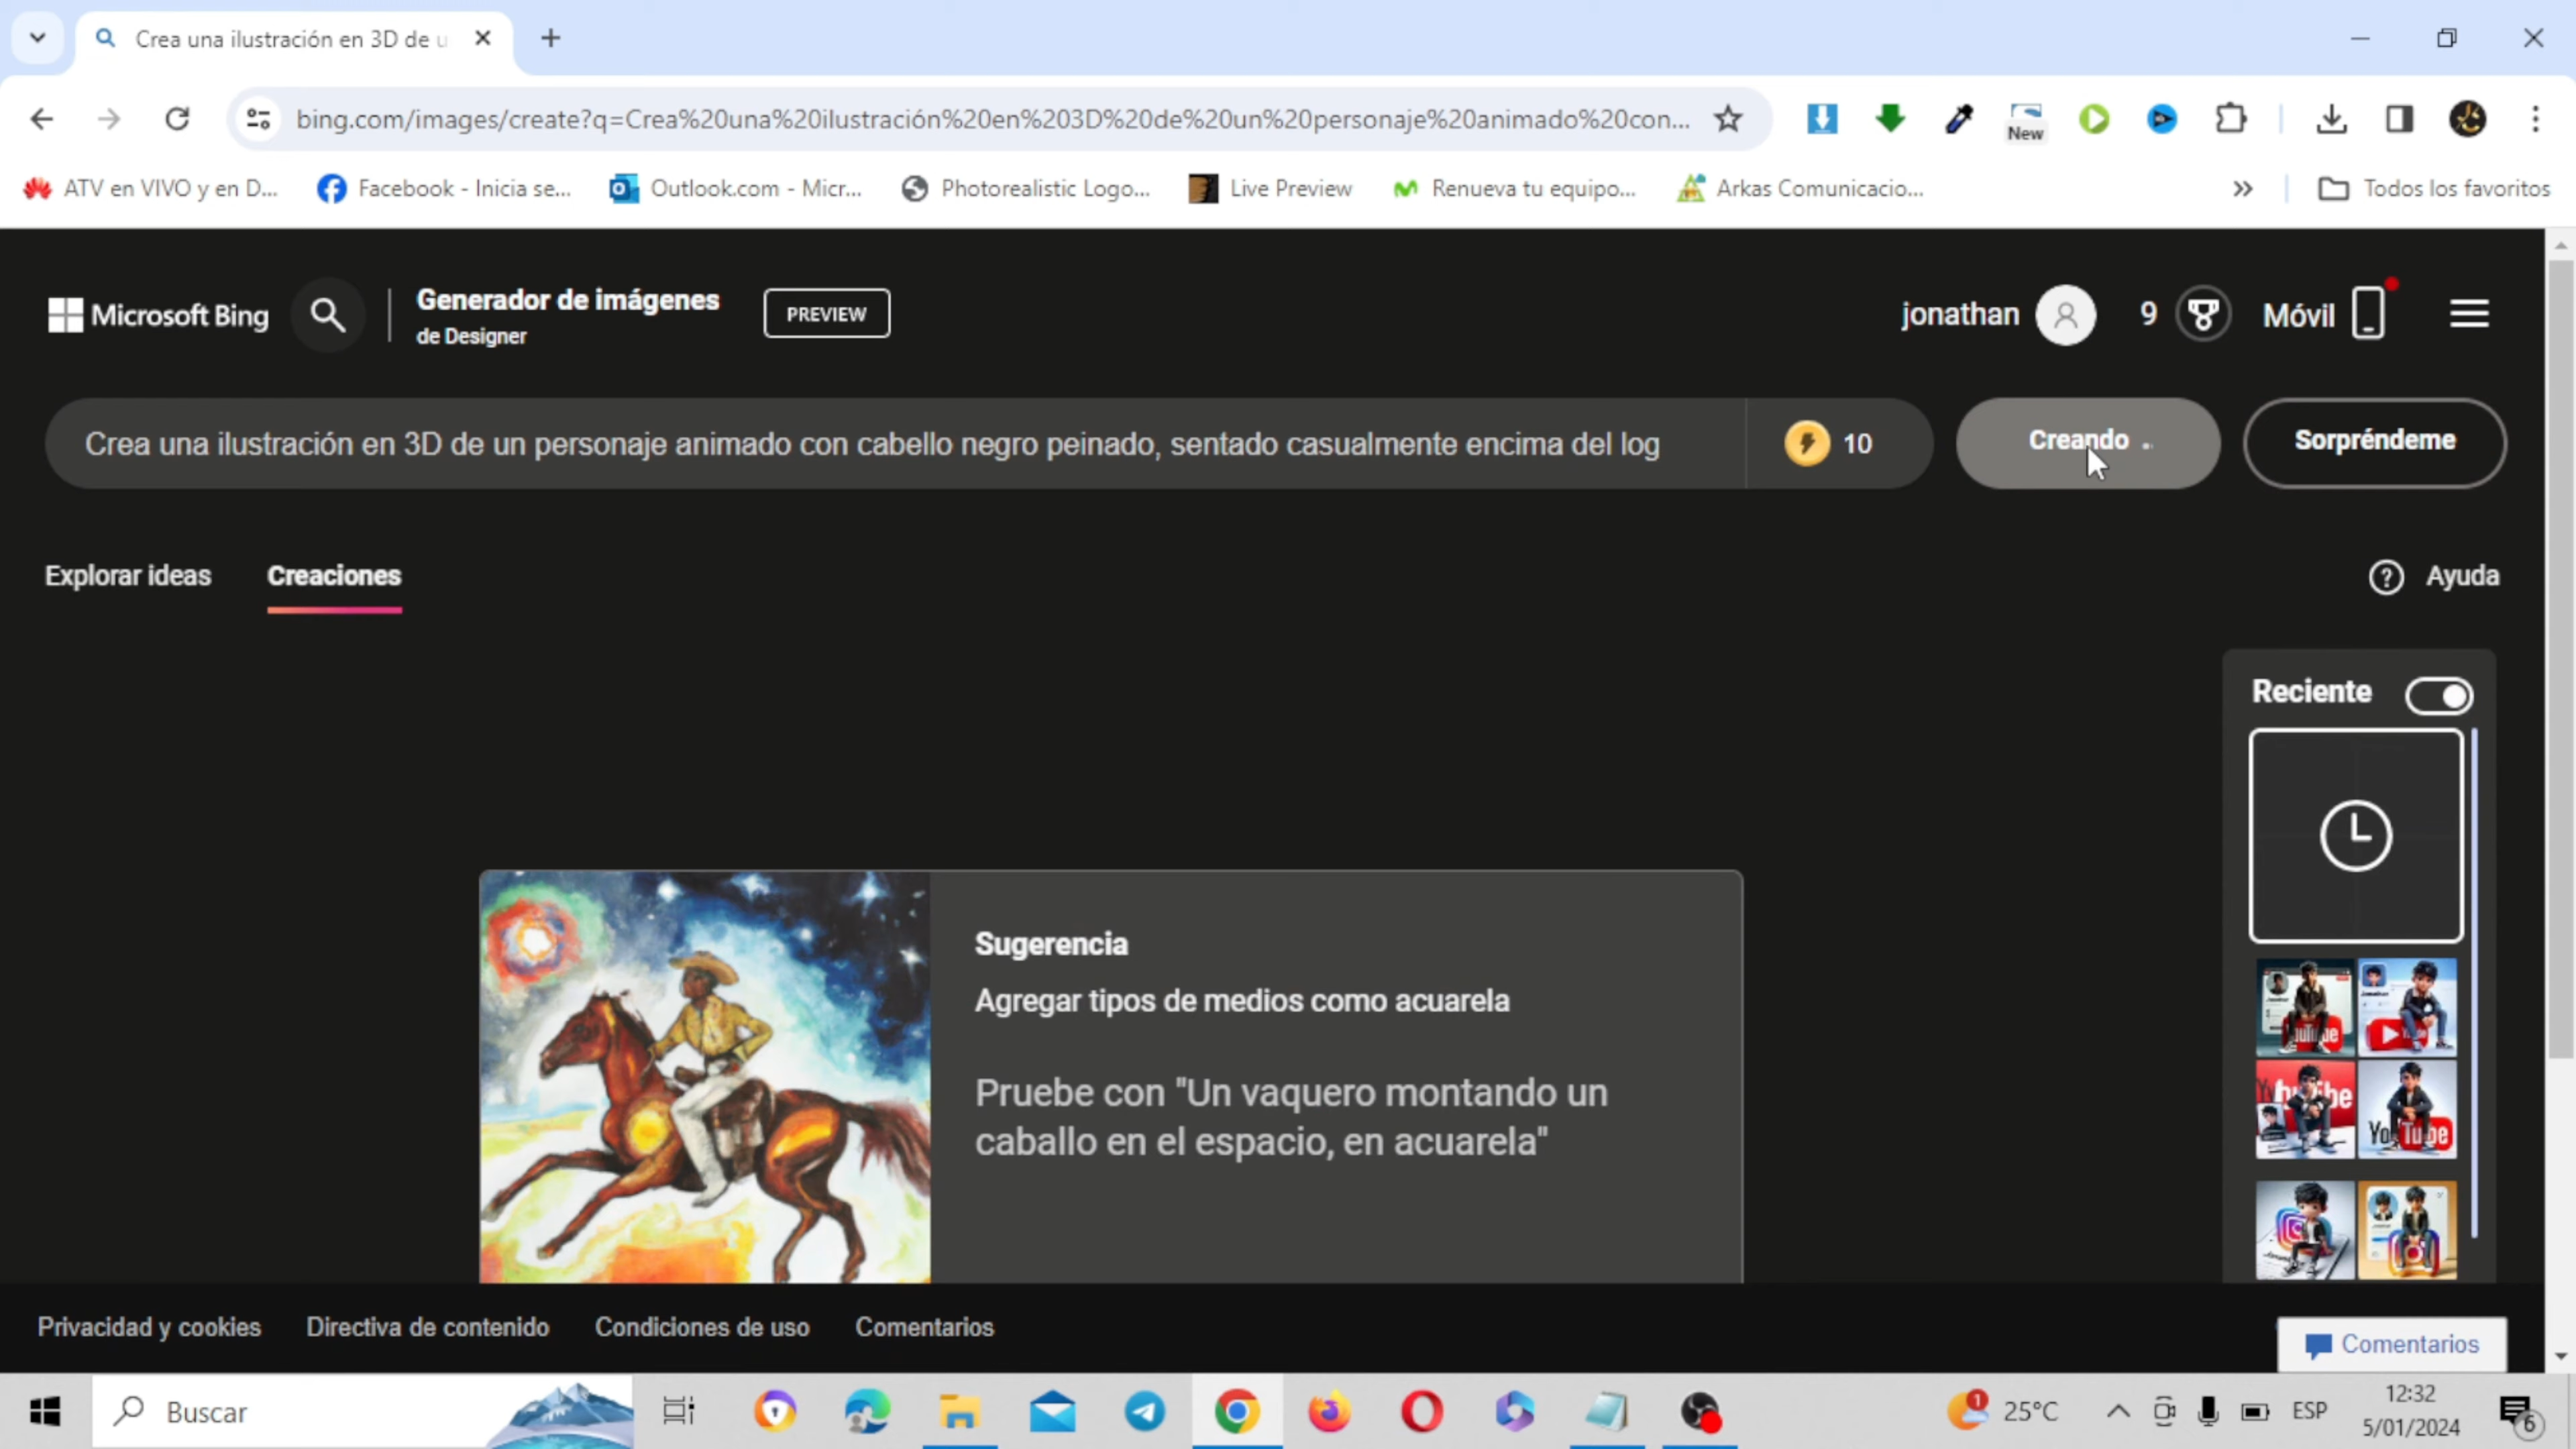 Crea una ilustración en 3D de u
bing.com/images/create?q=Crea%20una%20ilustración%20en%203D%20de%20un%20personaje%20animado%20con...
New
ATV en VIVO y en D...
Facebook - Inicia se...
Outlook.com - Micr...
Photorealistic Logo...
Live Preview
Renueva tu equipo...
Arkas Comunicacio...
Todos los favoritos
Microsoft Bing
Generador de imágenes
de Designer
PREVIEW
jonathan
9
Móvil
Crea una ilustración en 3D de un personaje animado con cabello negro peinado, sentado casualmente encima del log
10
Creando ..
Sorpréndeme
Explorar ideas
Creaciones
Ayuda
Reciente
Sugerencia
Agregar tipos de medios como acuarela
Pruebe con "Un vaquero montando un
caballo en el espacio, en acuarela"
YouTube
Privacidad y cookies
Directiva de contenido
Condiciones de uso
Comentarios
Comentarios
Buscar
1
25°C
ESP
12:32
5/01/2024
6